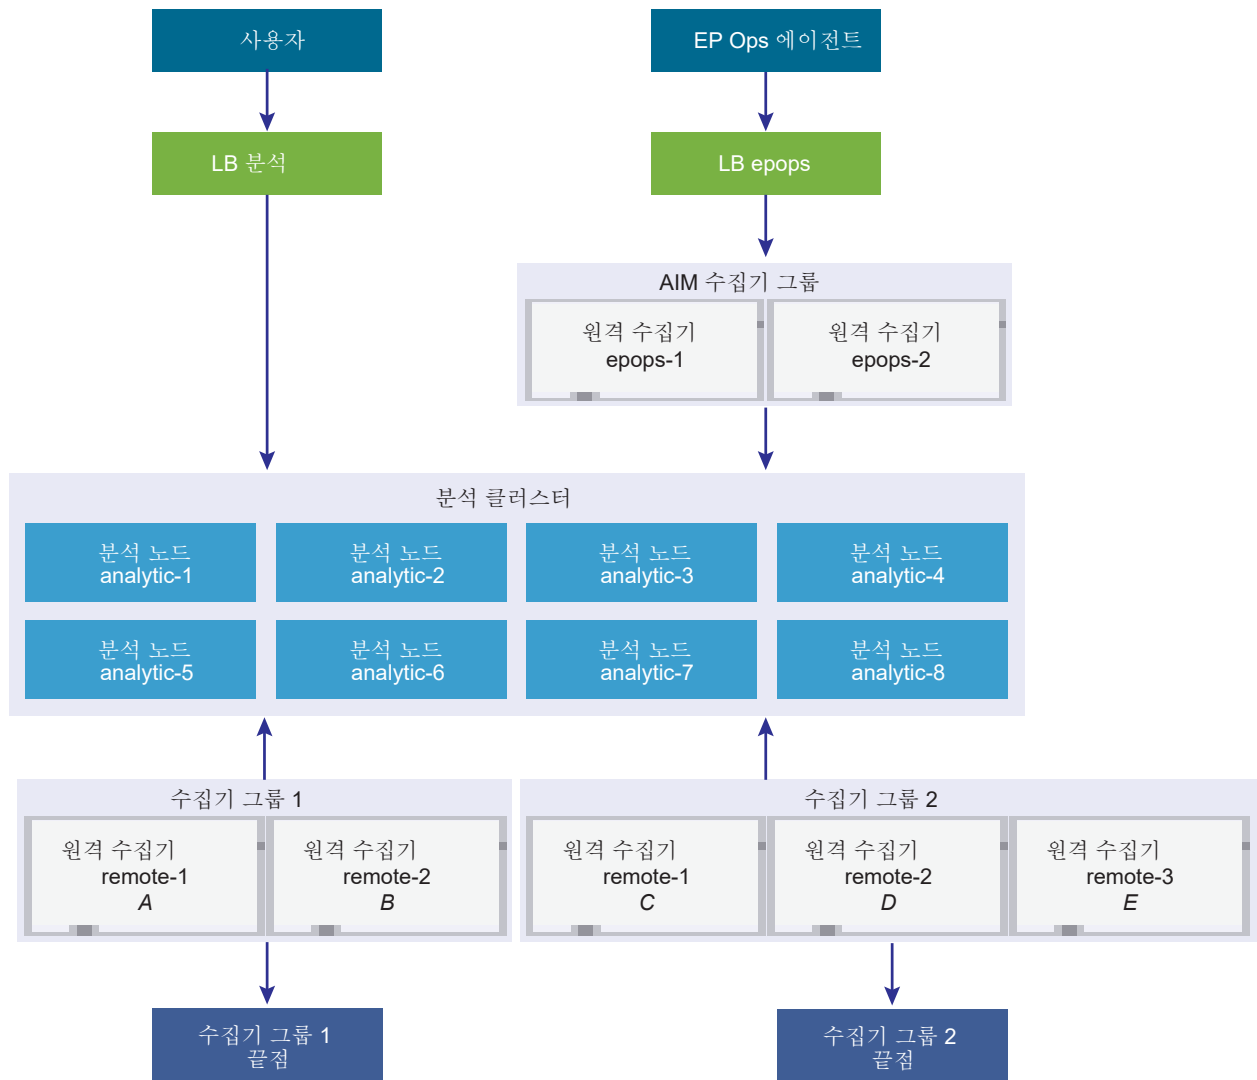 사용자
EP Ops 에이전트
LB 분석
LB epops
AIM 수집기 그룹
원격 수집기
epops-1
원격 수집기
epops-2
분석 클러스터
분석 노드
analytic-1
분석 노드
analytic-2
분석 노드
analytic-3
분석 노드
analytic-4
분석 노드
analytic-5
분석 노드
analytic-6
분석 노드
analytic-7
분석 노드
analytic-8
수집기 그룹 1
원격 수집기
remote-1
A
원격 수집기
remote-2
B
수집기 그룹 2
원격 수집기
remote-1
C
원격 수집기
remote-2
D
원격 수집기
remote-3
E
수집기 그룹 1
끝점
수집기 그룹 2
끝점